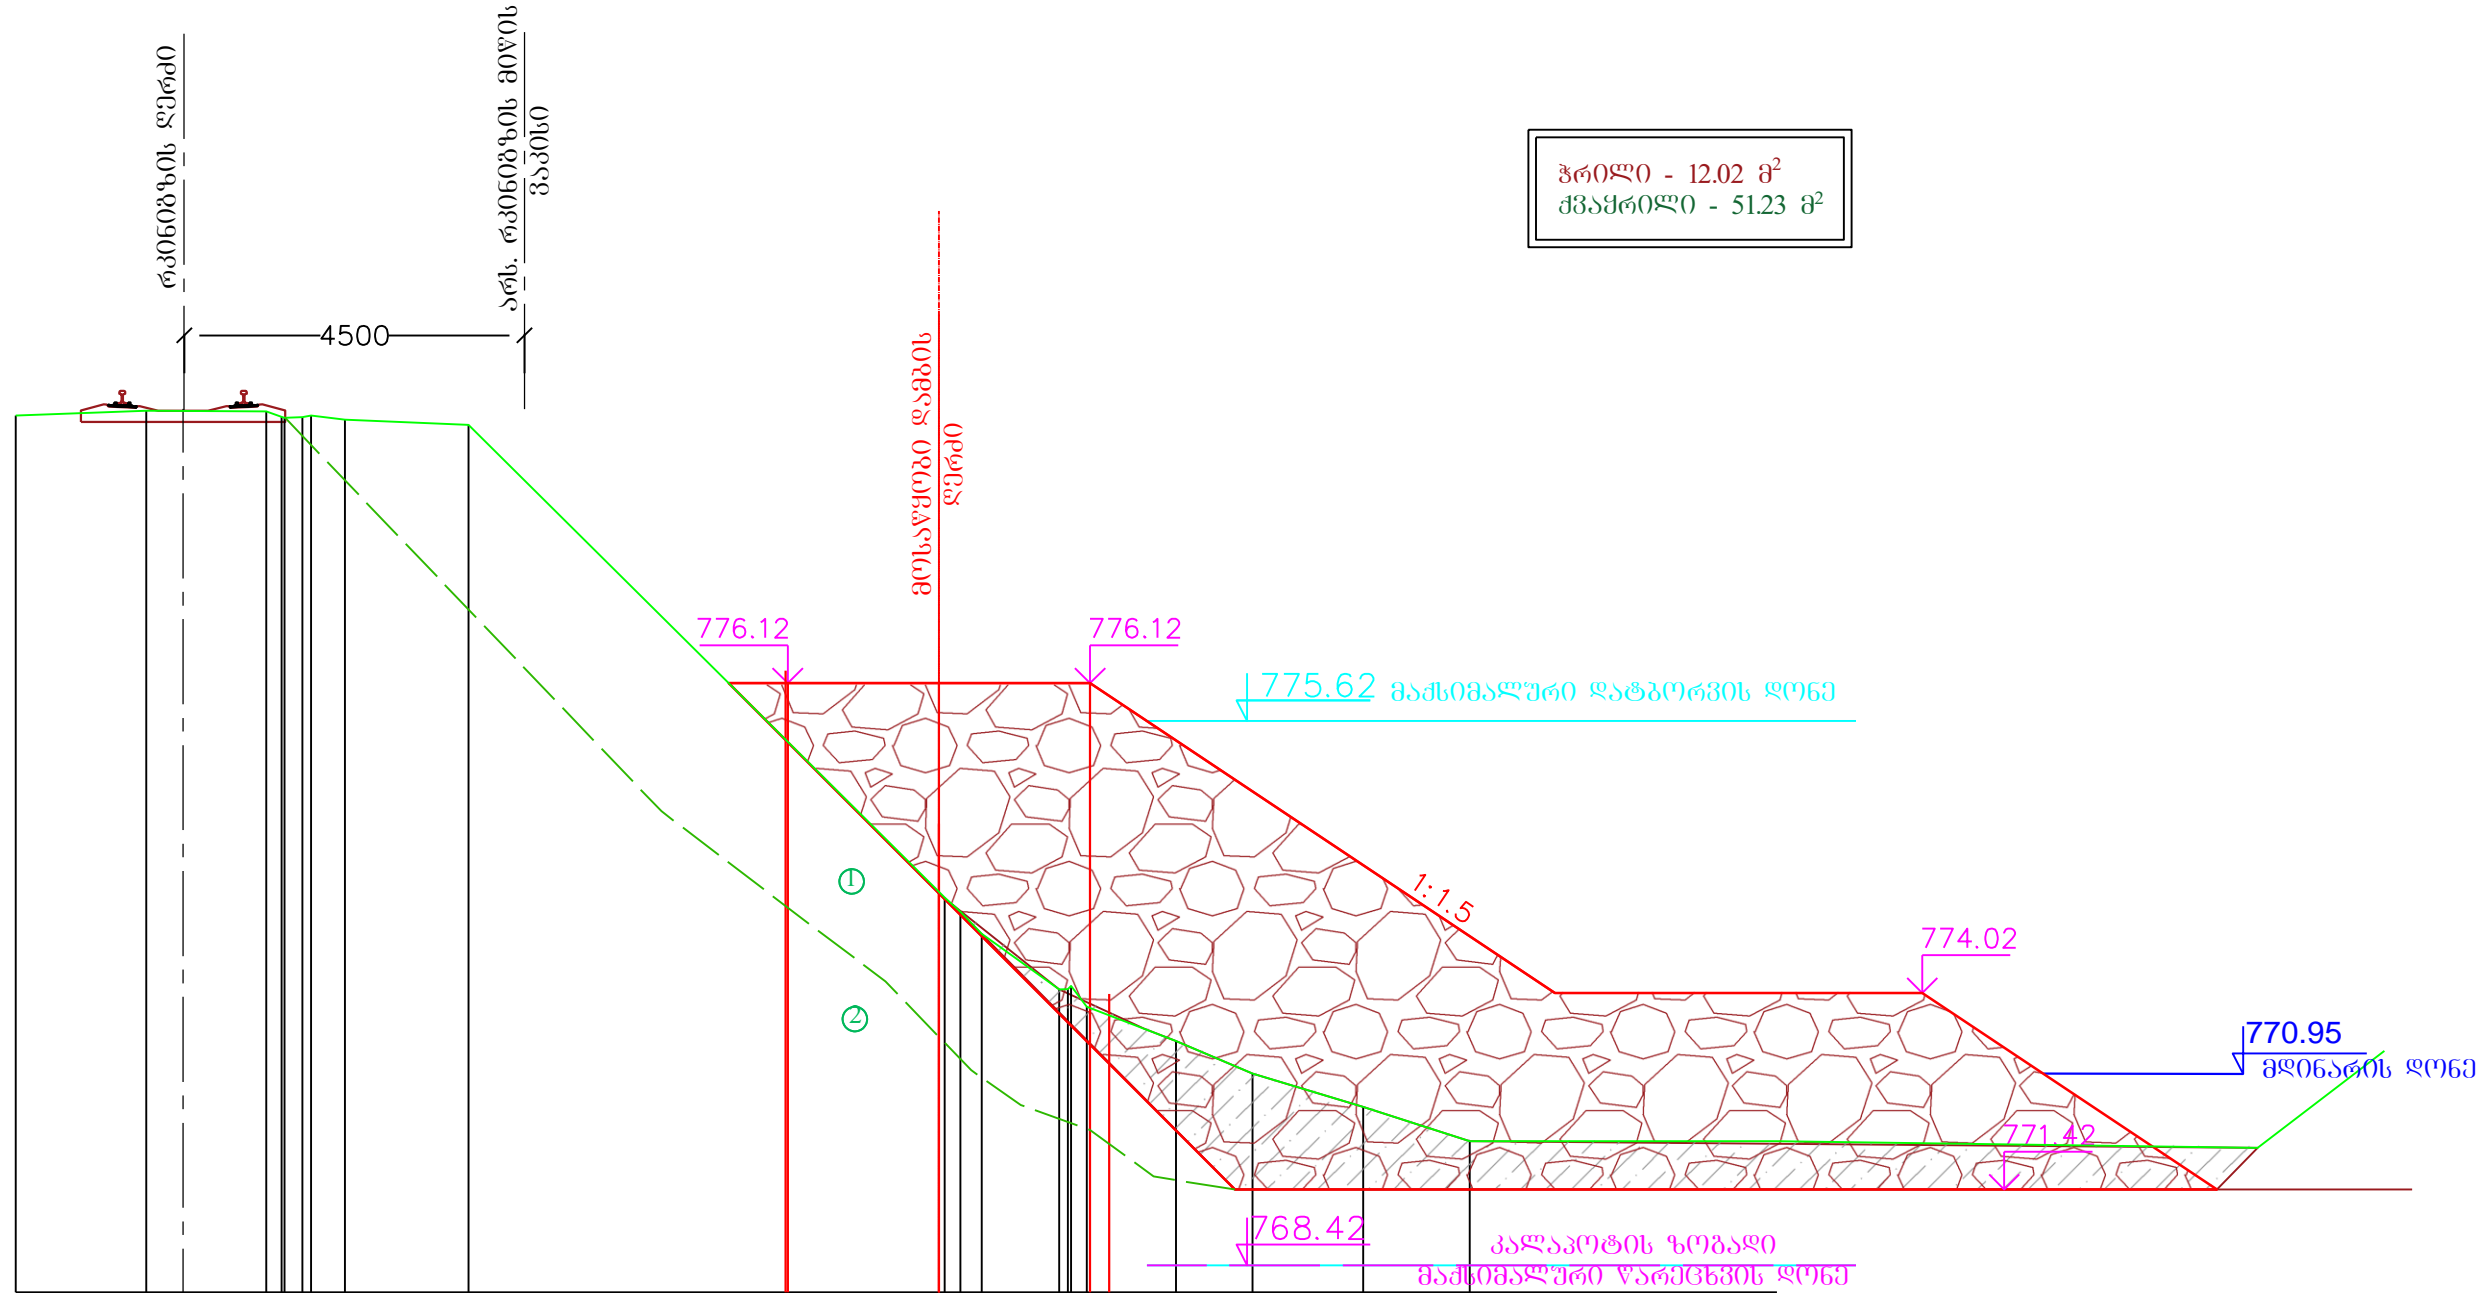 რკინიგზის ღერძი
არს. რკინიგზის მიწის
ვაკისი
4500
ჭრილი - 12.02 მ²
ქვაყრილი - 51.23 მ²
მოსაწყობი დამბის
ღერძი
776.12
776.12
775.62 მაქსიმალური დატბორვის დონე
1:1.5
1
2
774.02
770.95
მდინარის დონე
771.42
768.42
კალაპოტის ზოგადი
მაქსიმალური წარეცხვის დონე